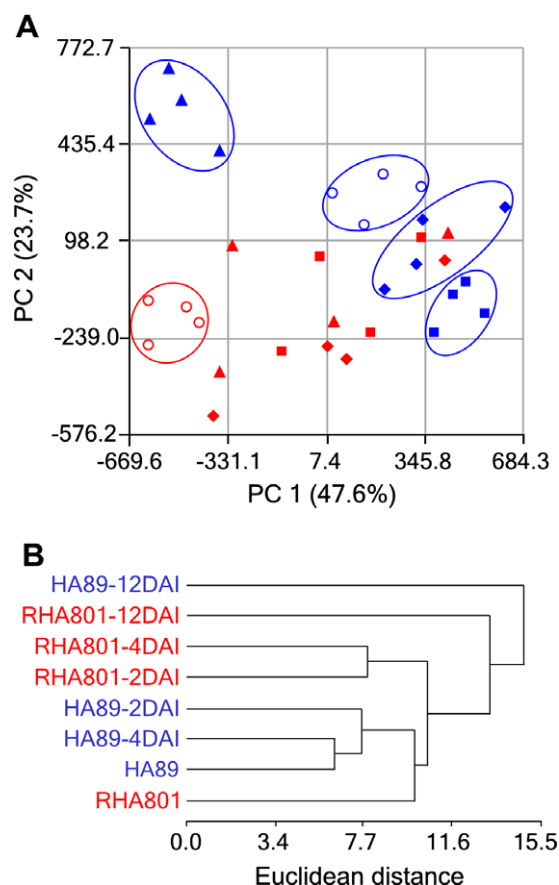 A
772.7
435.4
98.2
-239.0
-576.2
PC 2 (23.7%)
-669.6 -331.1 7.4 345.8 684.3
PC 1 (47.6%)
B
HA89-12DAI
RHA801-12DAI
RHA801-4DAI
RHA801-2DAI
HA89-2DAI
HA89-4DAI
HA89
RHA801
0.0 3.4 7.7 11.6 15.5
Euclidean distance